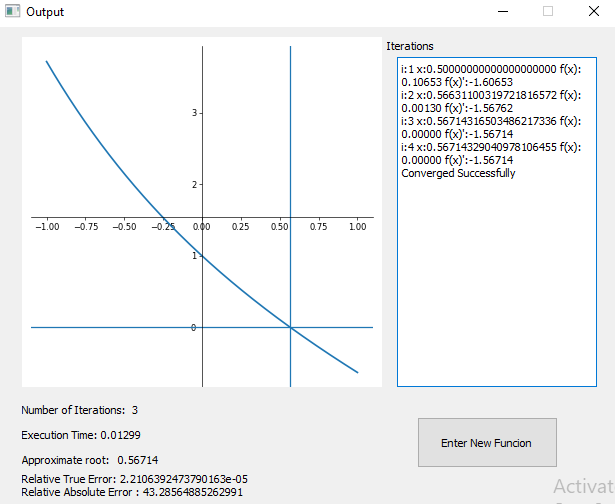 Output
Iterations
i:1 x:0.50000000000000000000 f(x):
0.10653 f(x)':-1.60653
i:2 x:0.56631100319721816572 f(x):
0.00130 f(x)':-1.56762
i:3 x:0.56714316503486217336 f(x):
0.00000 f(x)':-1.56714
i:4 x:0.56714329040978106455 f(x):
0.00000 f(x)':-1.56714
Converged Successfully
3
2
−1.00 −0.75 −0.50 −0.25 0.00 0.25 0.50 0.75 1.00
1
0
Number of Iterations: 3
Execution Time: 0.01299
Enter New Funcion
Approximate root: 0.56714
Relative True Error: 2.2106392473790163e-05
Relative Absolute Error : 43.28564885262991
Activat